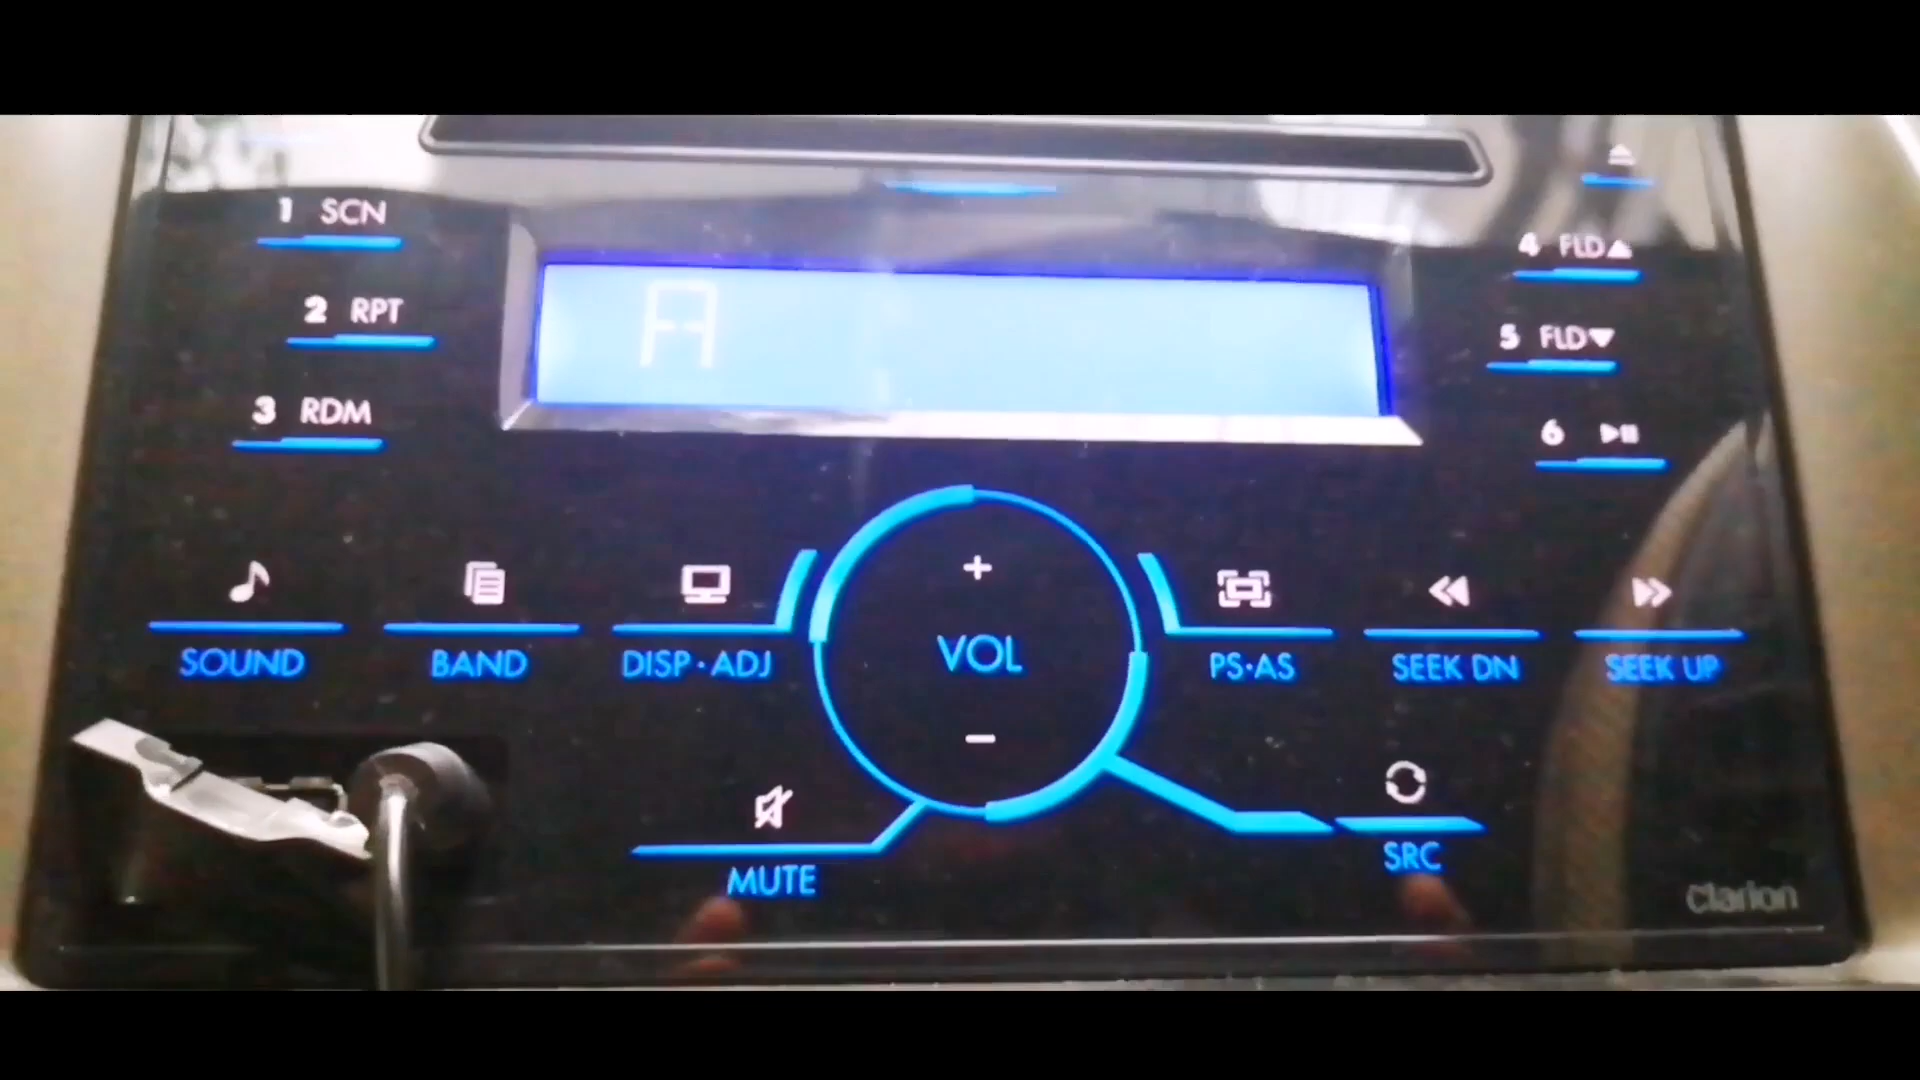 1 SCN
4 FLD▲
2 RPT
5 FLD▼
3 RDM
6
A
+
VOL
−
SOUND
BAND
DISP·ADJ
PS·AS
SEEK DN
SEEK UP
MUTE
SRC
Clarion